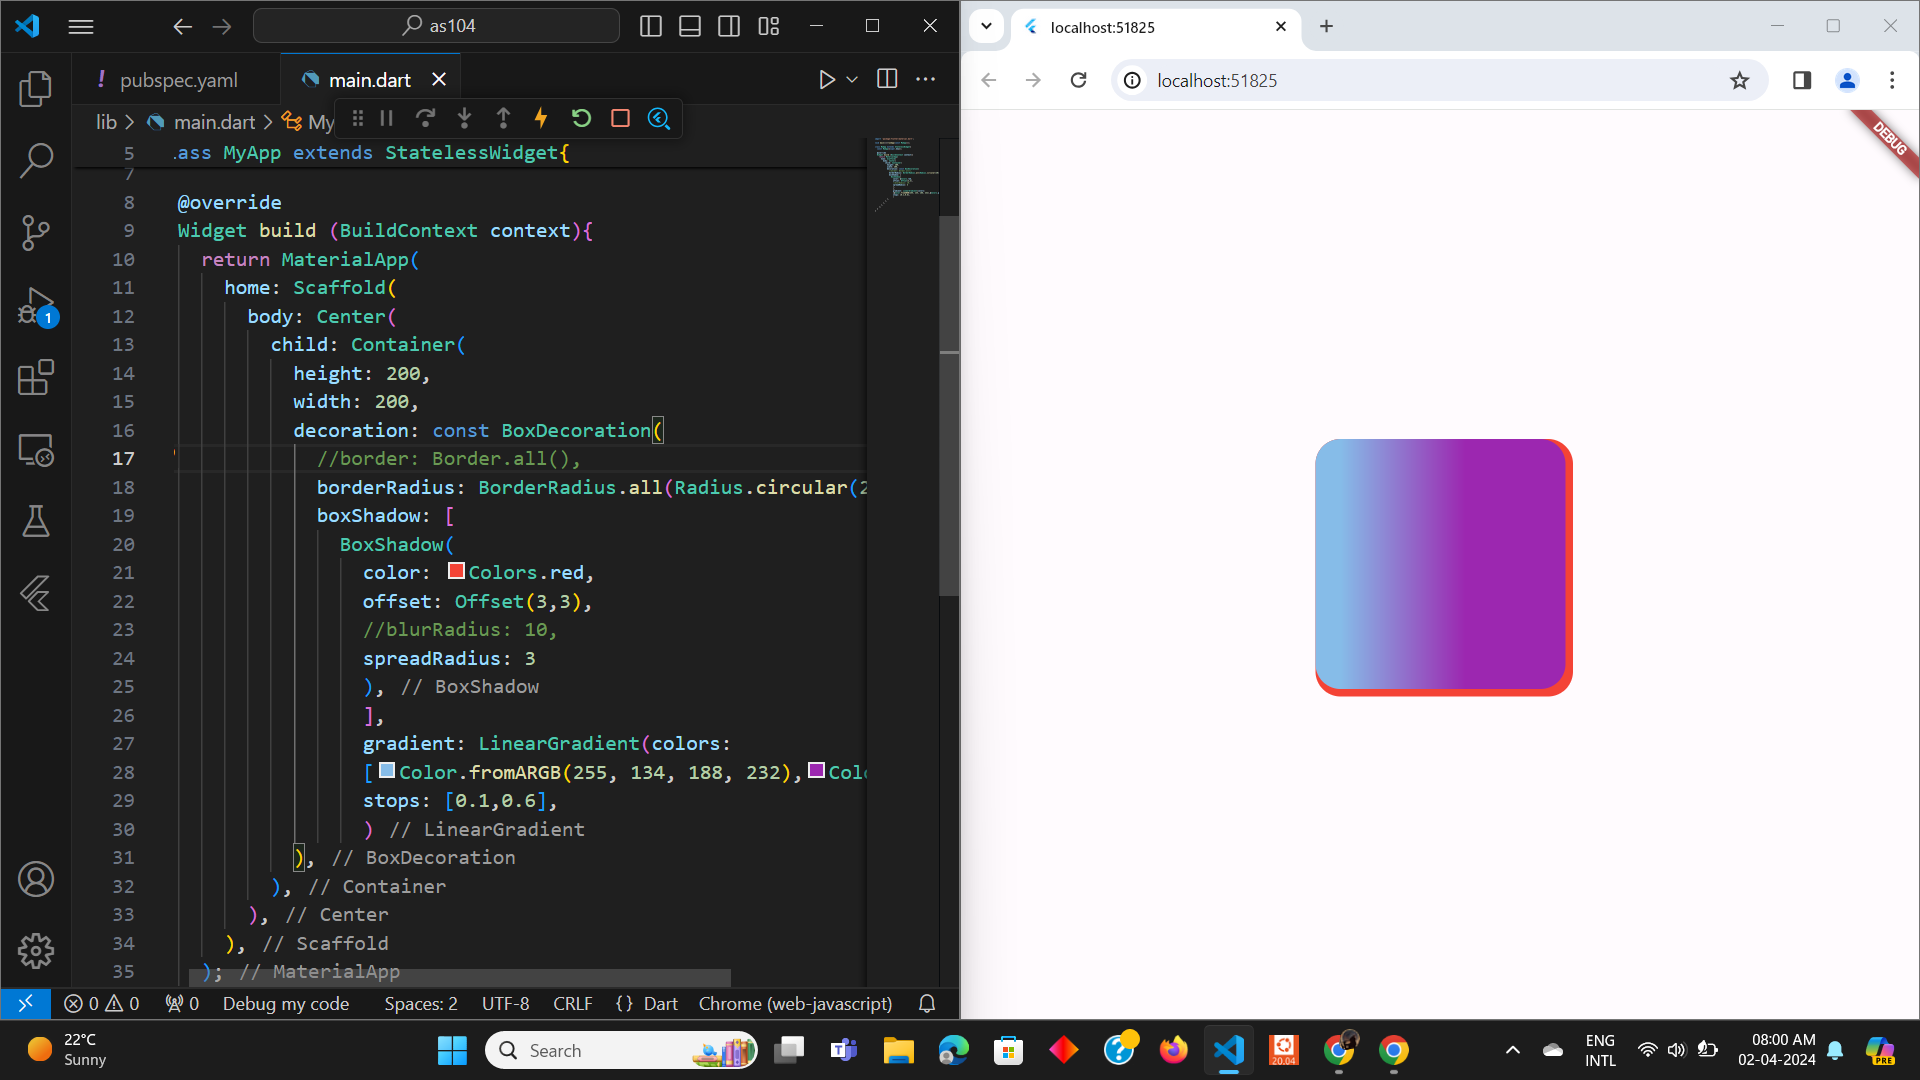 as104
pubspec.yaml
main.dart
lib > main.dart > My
5 .ass MyApp extends StatelessWidget{
7
8 @override
9 Widget build (BuildContext context){
10 return MaterialApp(
11 home: Scaffold(
12 body: Center(
13 child: Container(
14 height: 200,
15 width: 200,
16 decoration: const BoxDecoration(
17 //border: Border.all(),
18 borderRadius: BorderRadius.all(Radius.circular(2
19 boxShadow: [
20 BoxShadow(
21 color: Colors.red,
22 offset: Offset(3,3),
23 //blurRadius: 10,
24 spreadRadius: 3
25 ), // BoxShadow
26 ],
27 gradient: LinearGradient(colors:
28 [Color.fromARGB(255, 134, 188, 232),Colo
29 stops: [0.1,0.6],
30 ) // LinearGradient
31 ), // BoxDecoration
32 ), // Container
33 ), // Center
34 ), // Scaffold
35 ); // MaterialApp
1
0 0 0 Debug my code Spaces: 2 UTF-8 CRLF {} Dart Chrome (web-javascript)
localhost:51825
localhost:51825
DEBUG
22°C
Sunny
Search
20.04
ENG
INTL
08:00 AM
02-04-2024
PRE